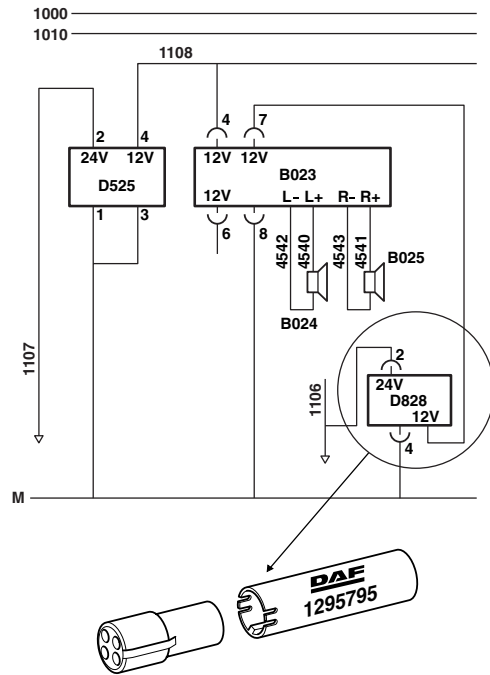 1000
1010
1108
2 4
24V 12V
D525
1 3
4 7
12V 12V
B023
12V
L- L+ R- R+
6 8
4542
4540
4543
4541
B025
B024
1107
1106
2
24V
D828
12V
4
M
DAF
1295795